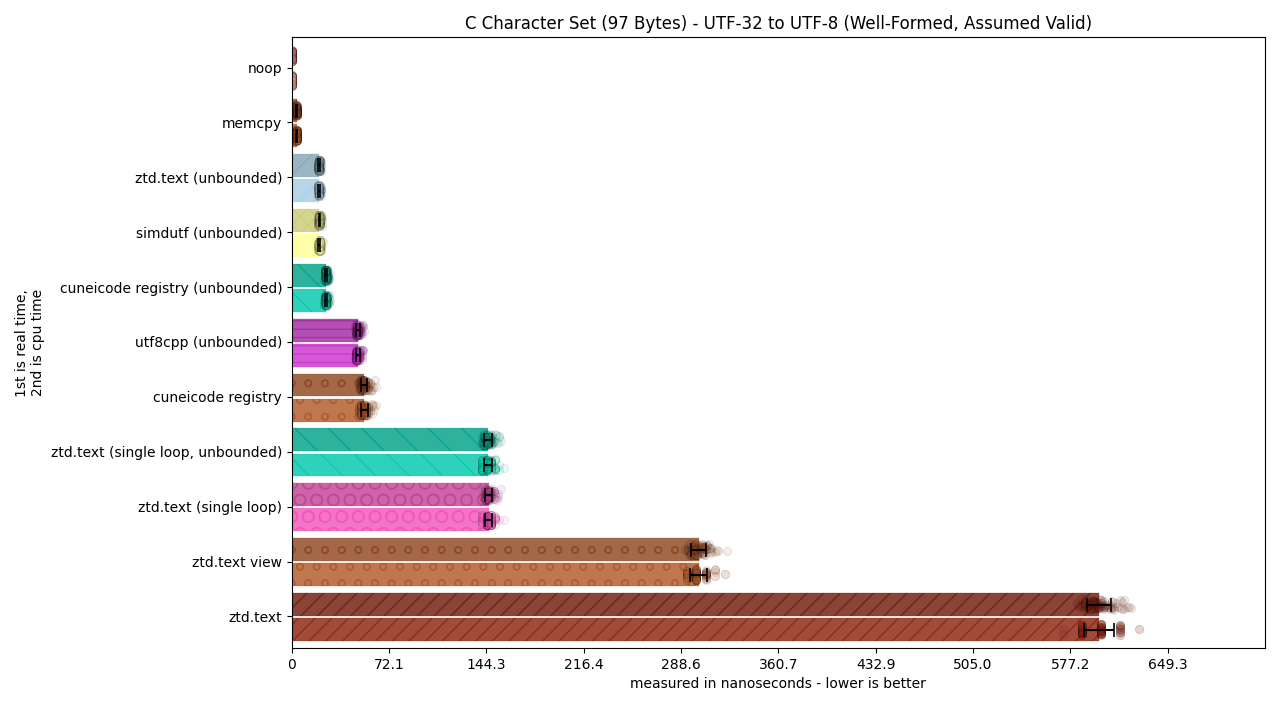 C Character Set (97 Bytes) - UTF-32 to UTF-8 (Well-Formed, Assumed Valid)
1st is real time,
2nd is cpu time
noop
memcpy
ztd.text (unbounded)
simdutf (unbounded)
cuneicode registry (unbounded)
utf8cpp (unbounded)
cuneicode registry
ztd.text (single loop, unbounded)
ztd.text (single loop)
ztd.text view
ztd.text
0 72.1 144.3 216.4 288.6 360.7 432.9 505.0 577.2 649.3
measured in nanoseconds - lower is better